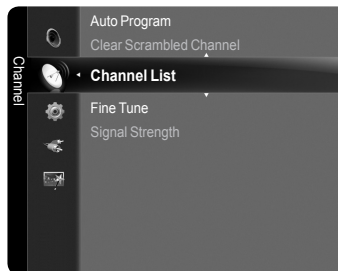 Channel
Auto Program
Clear Scrambled Channel
Channel List
Fine Tune
Signal Strength